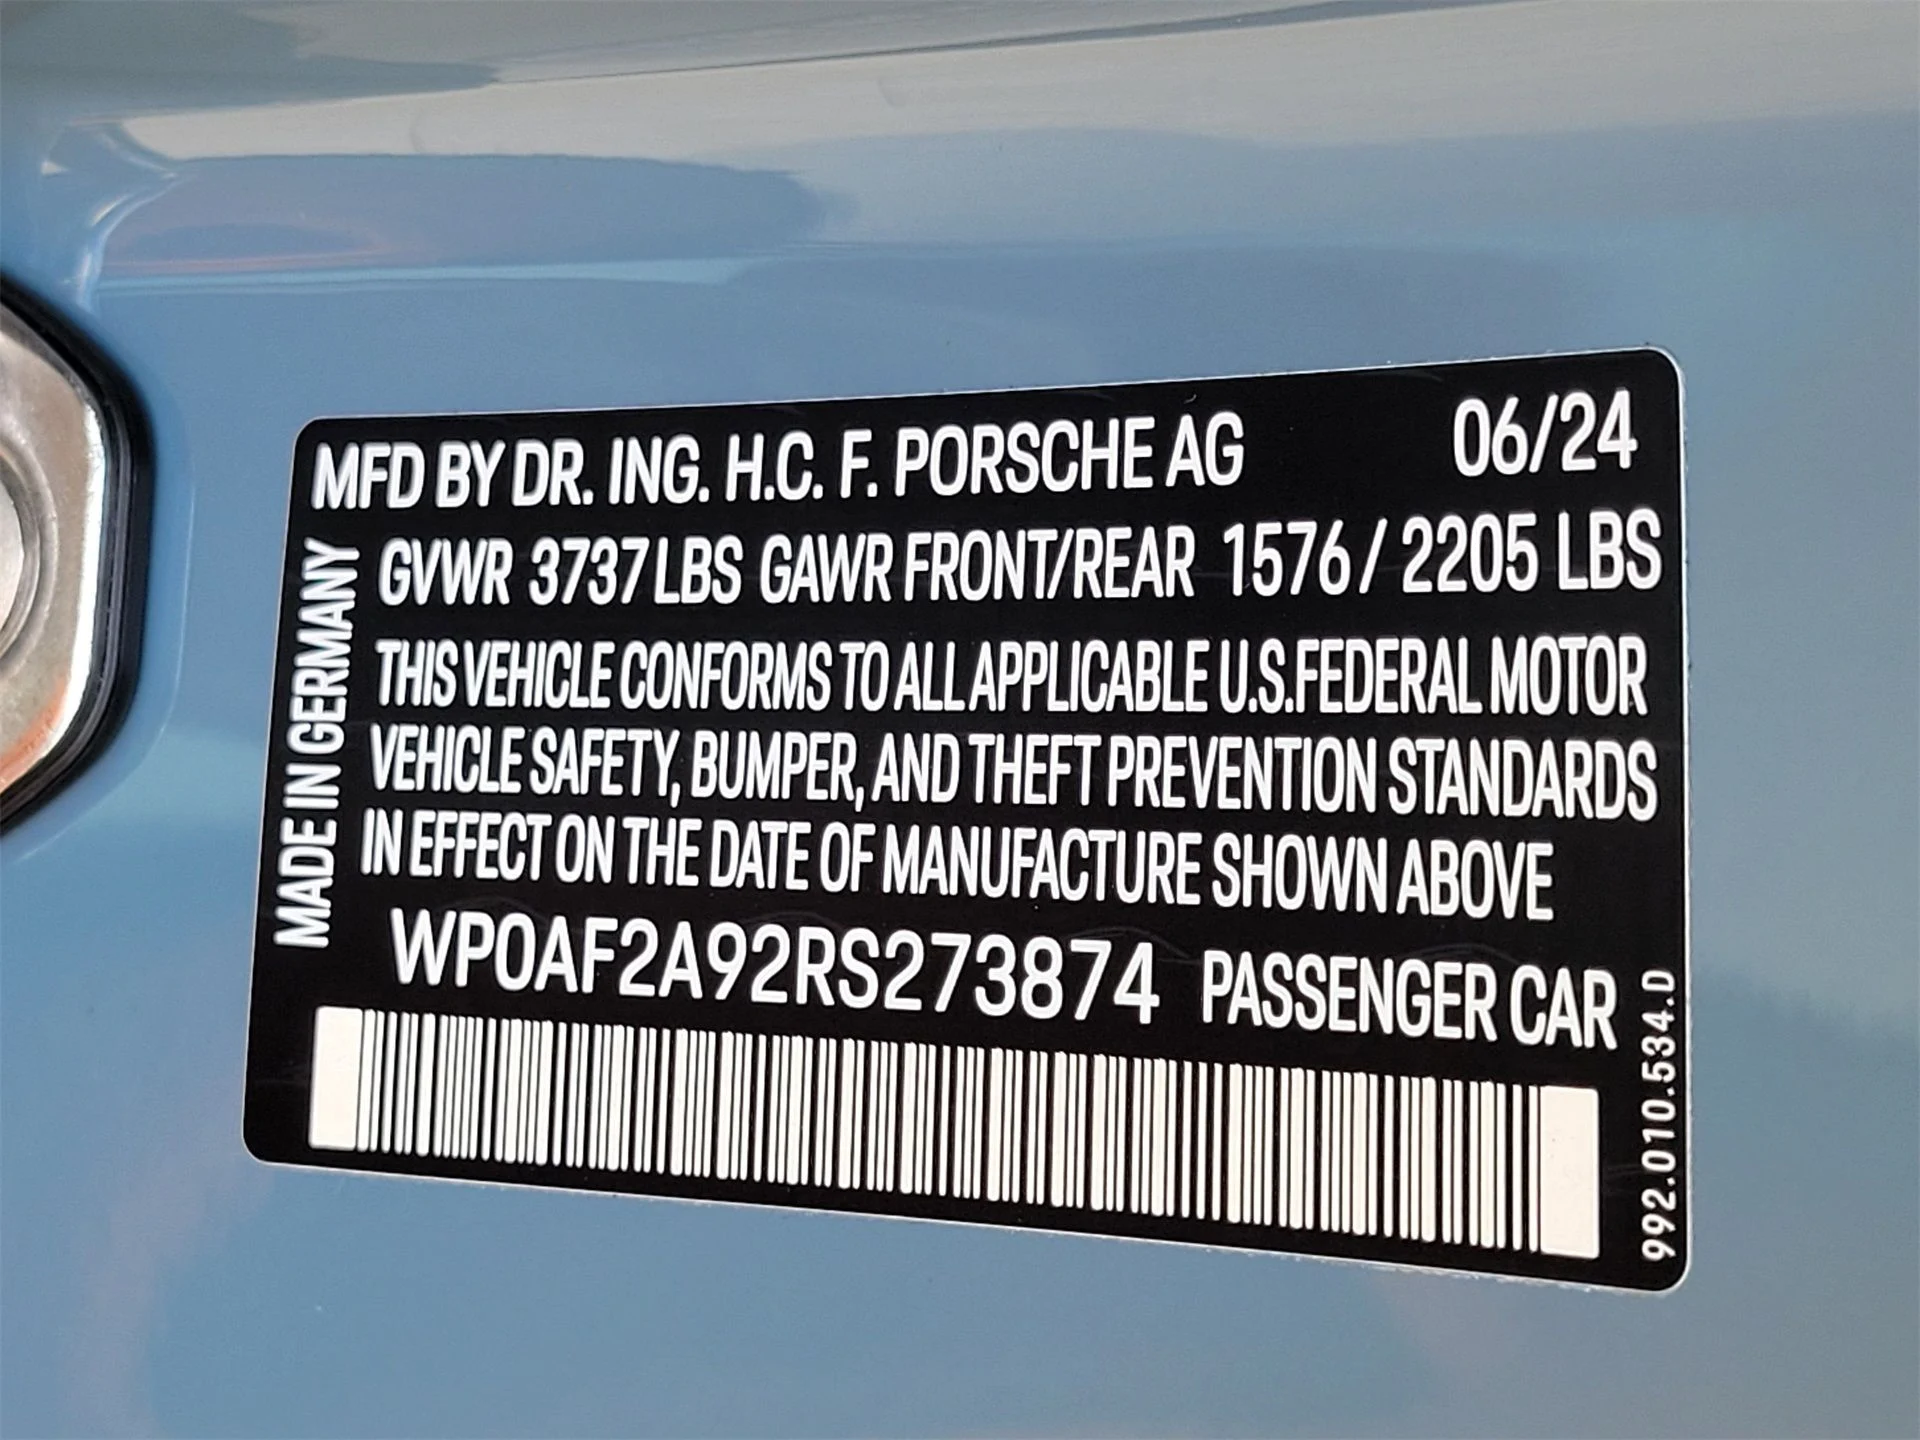 MFD BY DR. ING. H.C. F. PORSCHE AG 06/24
GVWR 3737 LBS GAWR FRONT/REAR 1576 / 2205 LBS
THIS VEHICLE CONFORMS TO ALL APPLICABLE U.S.FEDERAL MOTOR
VEHICLE SAFETY, BUMPER, AND THEFT PREVENTION STANDARDS
IN EFFECT ON THE DATE OF MANUFACTURE SHOWN ABOVE
WP0AF2A92RS273874 PASSENGER CAR
MADE IN GERMANY
992.010.534.D